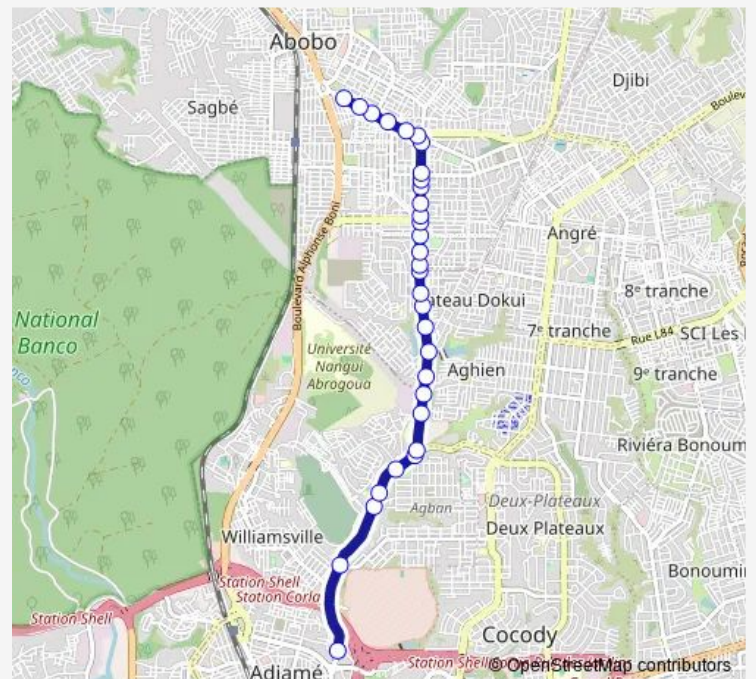 Abobo
Djibi
Sagbé
Boulev
Boulevard Alphonse Boni
Angré
8ᵉ tranche
ateau Dokui
National
Banco
7ᵉ tranche
Rue L84
SCI Les
Université
Nangui
Abrogoua
Aghien
9ᵉ tranche
Riviéra Bonoum
Agban
Deux-Plateaux
Deux Plateaux
Williamsville
Station Shell
Station Corla
Bonoumin
Station Shell
Cocody
Adjamé
Station Shell
© OpenStreetMap contributors